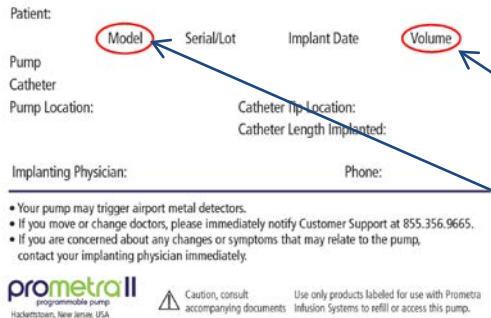 Patient:
Model Serial/Lot Implant Date Volume
Pump
Catheter
Pump Location: Catheter Tip Location:
Catheter Length Implanted:
Implanting Physician: Phone:
• Your pump may trigger airport metal detectors.
• If you move or change doctors, please immediately notify Customer Support at 855.356.9665.
• If you are concerned about any changes or symptoms that may relate to the pump,
contact your implanting physician immediately.
prometra II
programmable pump
Hackettstown, New Jersey, USA
Caution, consult
accompanying documents
Use only products labeled for use with Prometra
Infusion Systems to refill or access this pump.